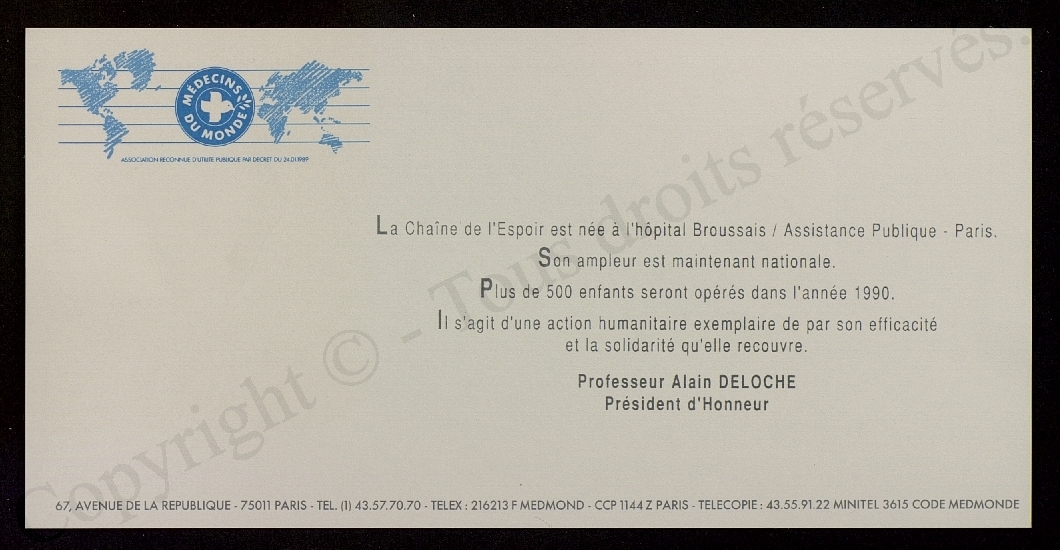 MÉDECINS
DU MONDE
ASSOCIATION RECONNUE D'UTILITE PUBLIQUE PAR DECRET DU 24.01.1989
La Chaîne de l'Espoir est née à l'hôpital Broussais / Assistance Publique - Paris.
Son ampleur est maintenant nationale.
Plus de 500 enfants seront opérés dans l'année 1990.
Il s'agit d'une action humanitaire exemplaire de par son efficacité
et la solidarité qu'elle recouvre.
Professeur Alain DELOCHE
Président d'Honneur
67, AVENUE DE LA REPUBLIQUE - 75011 PARIS - TEL. (1) 43.57.70.70 - TELEX : 216213 F MEDMOND - CCP 1144 Z PARIS - TELECOPIE : 43.55.91.22 MINITEL 3615 CODE MEDMONDE
Copyright © - Tous droits réservés.